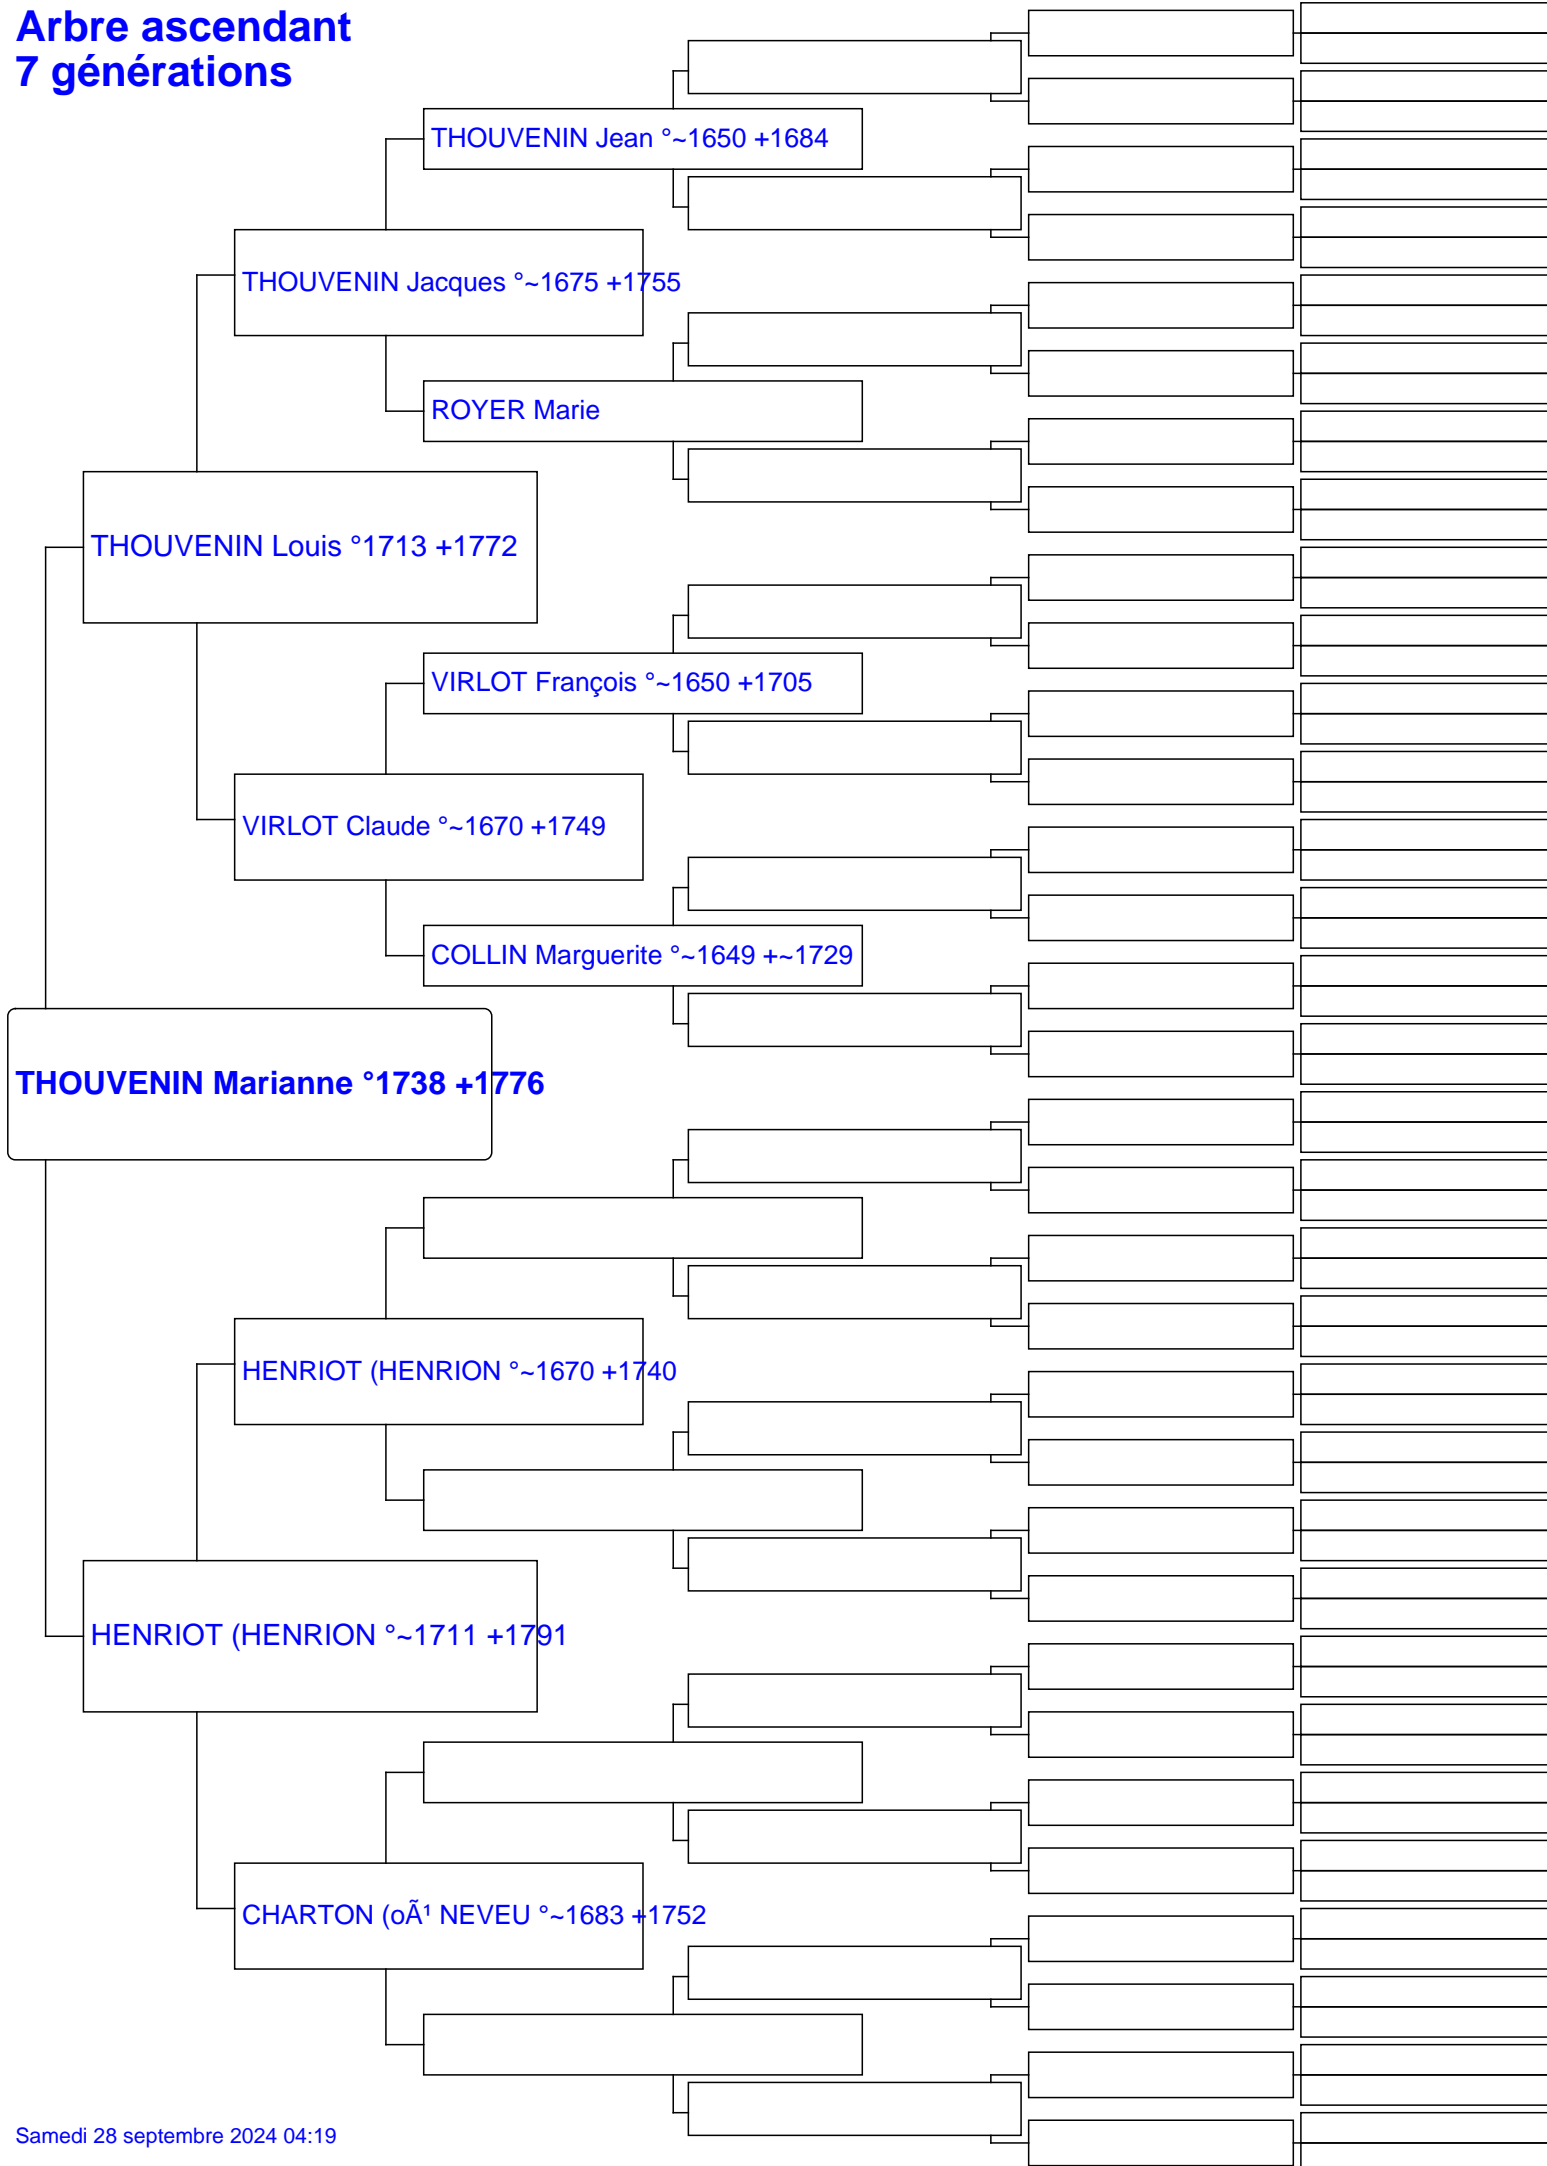 Arbre ascendant
7 générations
THOUVENIN Jean °~1650 +1684
THOUVENIN Jacques °~1675 +1755
ROYER Marie
THOUVENIN Louis °1713 +1772
VIRLOT François °~1650 +1705
VIRLOT Claude °~1670 +1749
COLLIN Marguerite °~1649 +~1729
THOUVENIN Marianne °1738 +1776
HENRIOT (HENRION °~1670 +1740
HENRIOT (HENRION °~1711 +1791
CHARTON (oÃ¹ NEVEU °~1683 +1752
Samedi 28 septembre 2024 04:19